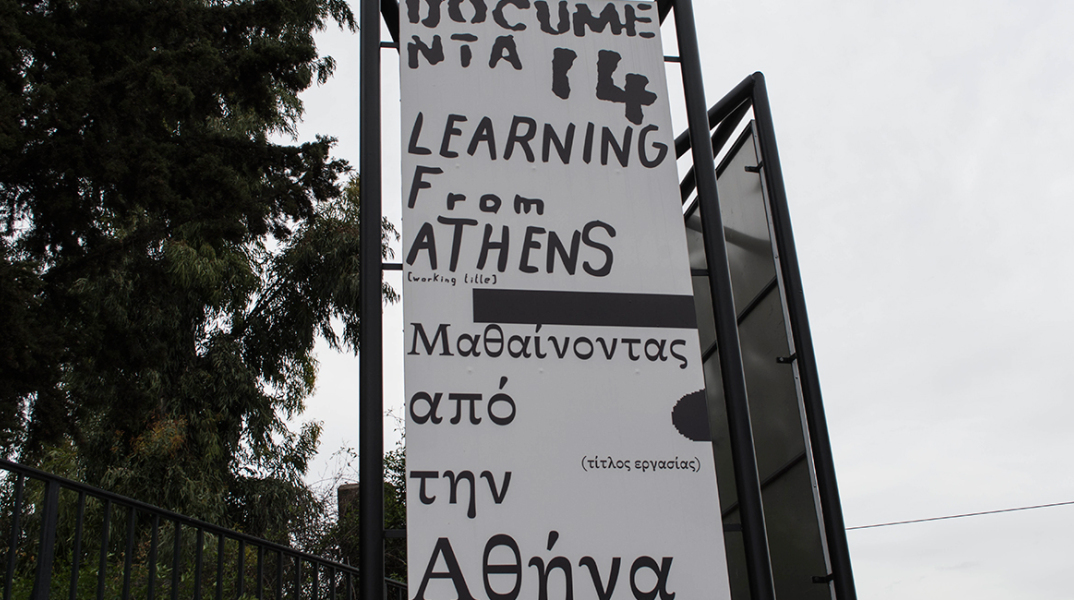 DOCUME
NTA 14
LEARNING
From
ATHENS
[working title]
Μαθαίνοντας
από
(τίτλος εργασίας)
την
Αθήνα